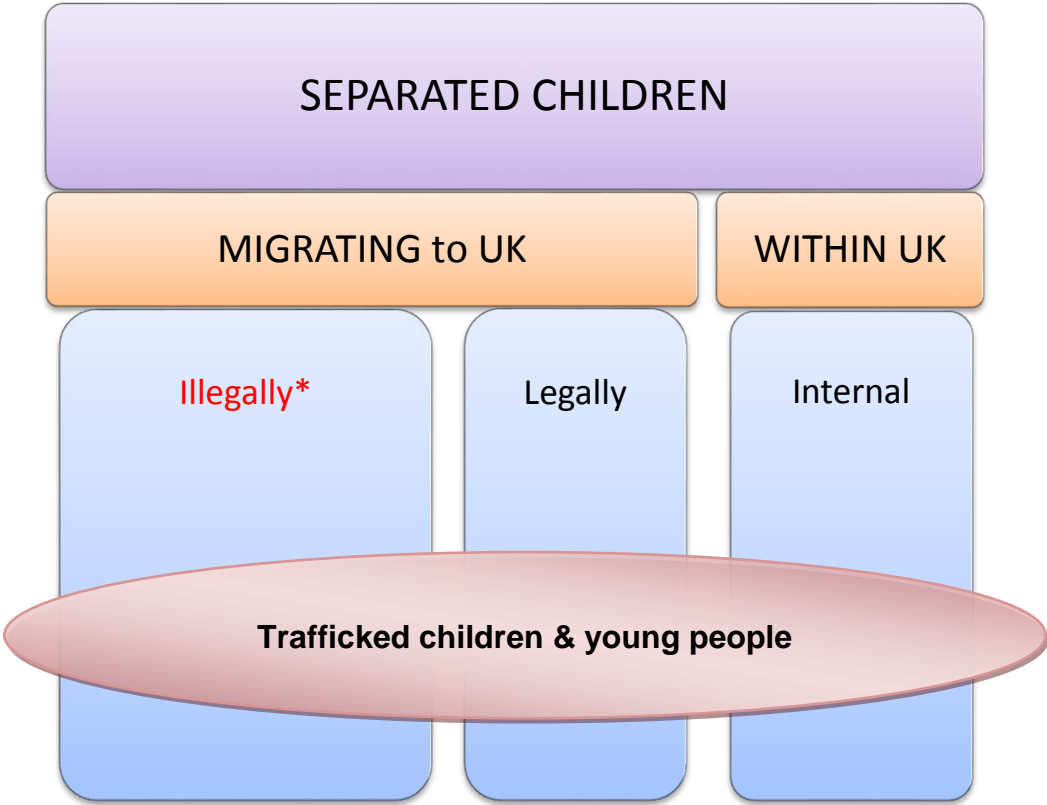 SEPARATED CHILDREN
MIGRATING to UK
WITHIN UK
Illegally*
Legally
Internal
Trafficked children & young people